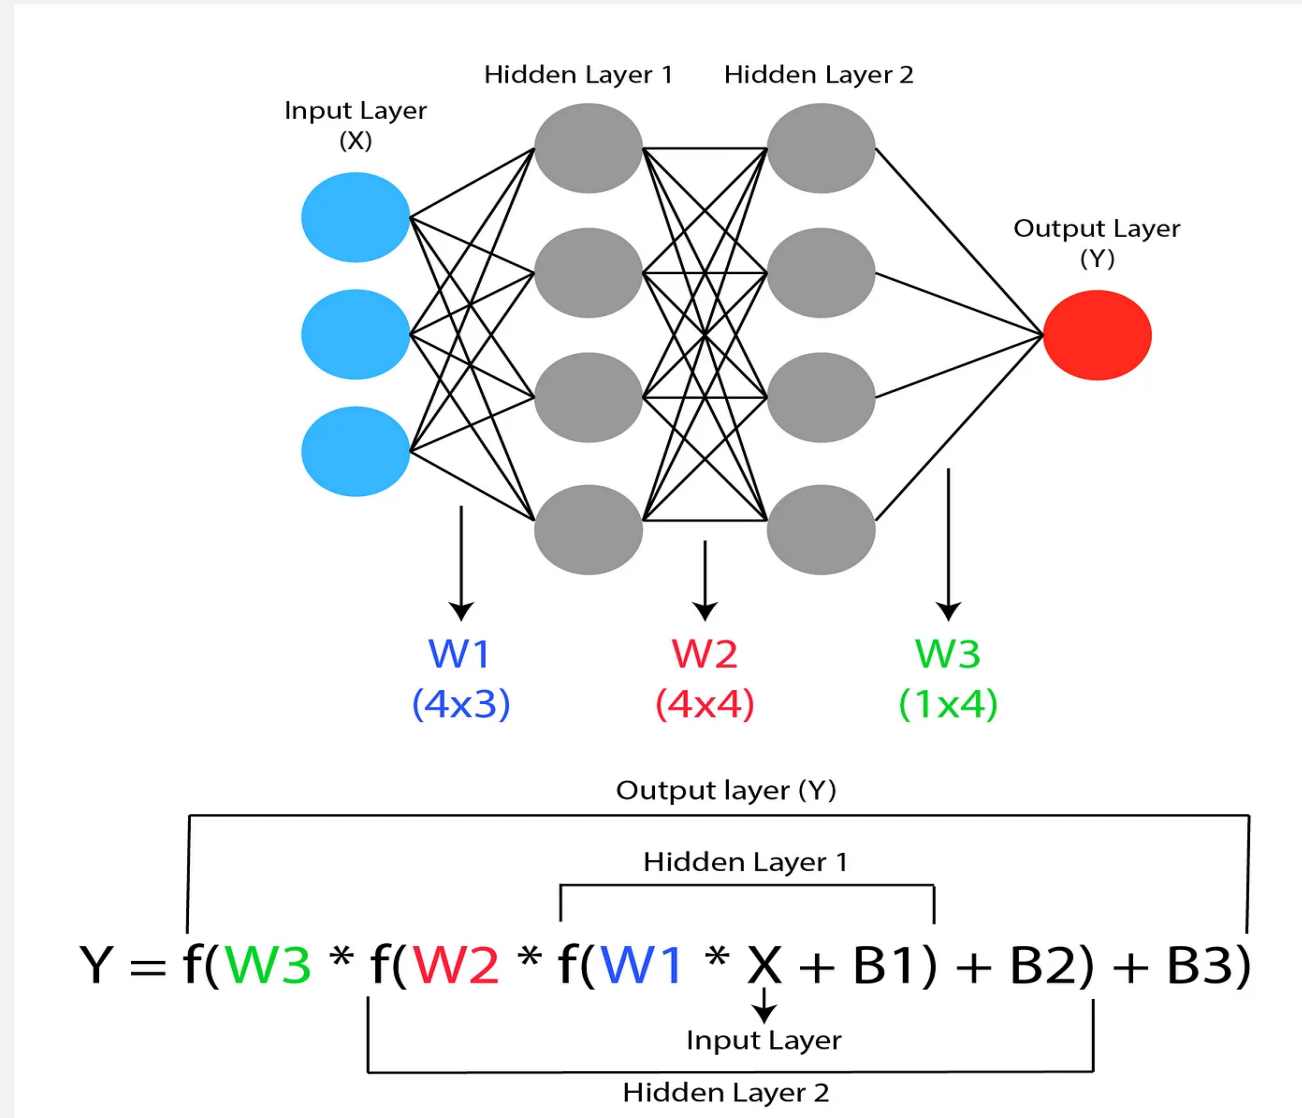 Hidden Layer 1
Hidden Layer 2
Input Layer
(X)
Output Layer
(Y)
W1
(4x3)
W2
(4x4)
W3
(1x4)
Output layer (Y)
Hidden Layer 1
Y = f(W3 * f(W2 * f(W1 * X + B1) + B2) + B3)
Input Layer
Hidden Layer 2